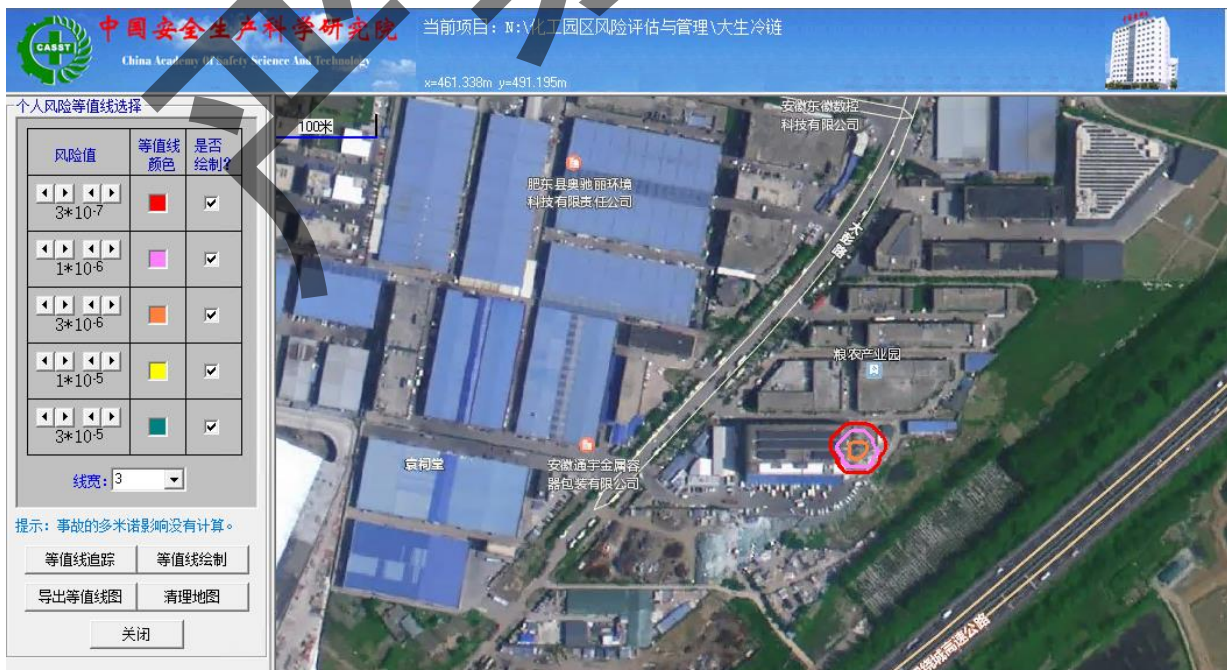 中国安全生产科学研究院
China Academy Of Safety Science And Technology
CASST
当前项目：N:\化工园区风险评估与管理\大生冷链
x=461.338m y=491.195m
个人风险等值线选择
风险值
等值线颜色
是否绘制?
3*10-7
1*10-6
3*10-6
1*10-5
3*10-5
线宽：3
提示：事故的多米诺影响没有计算。
等值线追踪
等值线绘制
导出等值线图
清理地图
关闭
100米
安徽东徽数控
科技有限公司
肥东县奥驰丽环境
科技有限责任公司
粮农产业园
袁祠堂
安徽通宇金属容
器包装有限公司
绕城高速公路